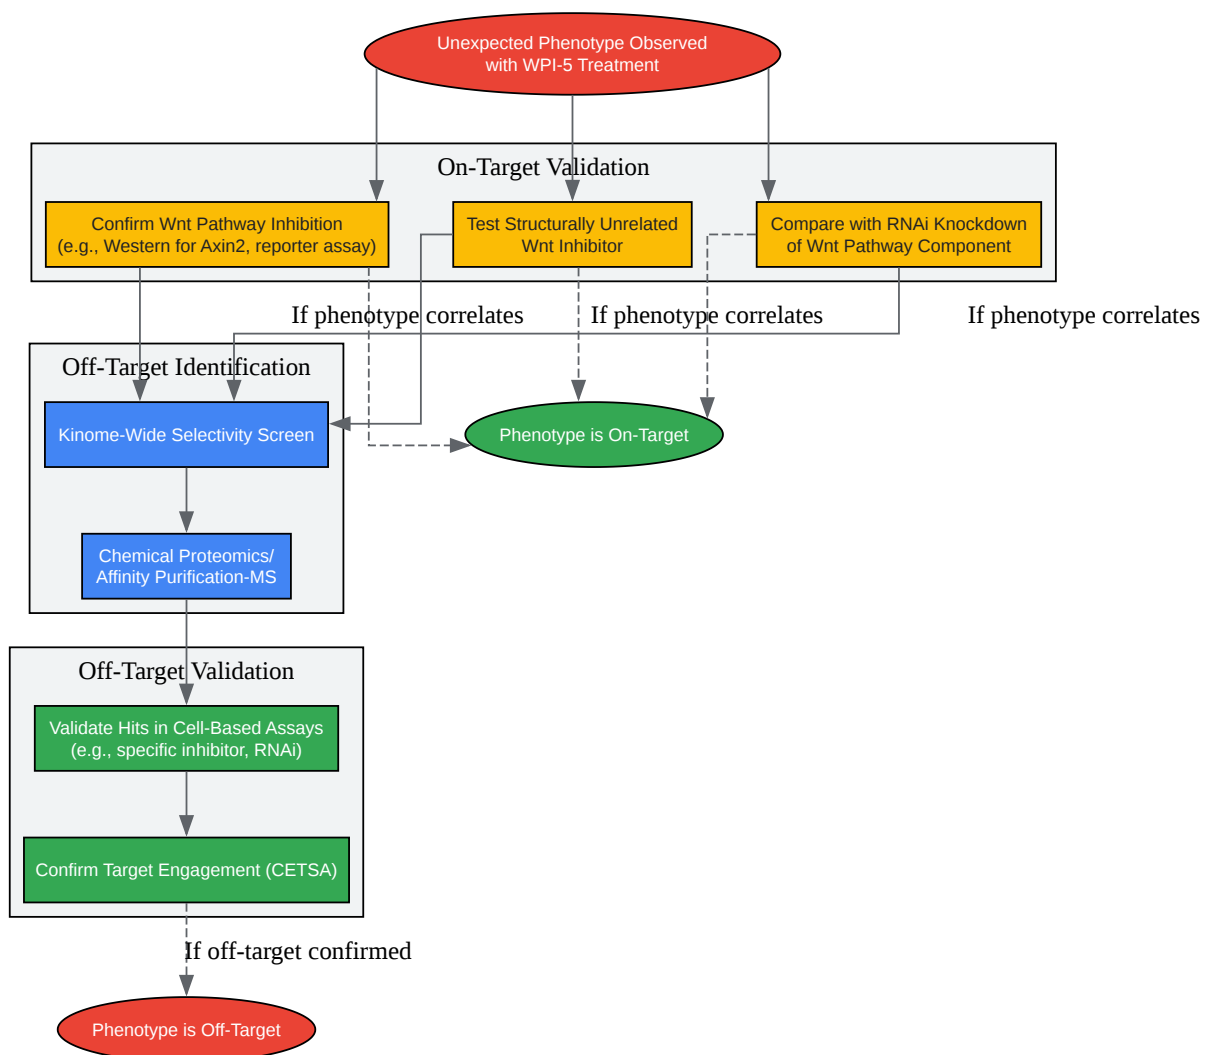 Unexpected Phenotype Observed
with WPI-5 Treatment
On-Target Validation
Confirm Wnt Pathway Inhibition
(e.g., Western for Axin2, reporter assay)
Test Structurally Unrelated
Wnt Inhibitor
Compare with RNAi Knockdown
of Wnt Pathway Component
If phenotype correlates
If phenotype correlates
If phenotype correlates
Off-Target Identification
Kinome-Wide Selectivity Screen
Phenotype is On-Target
Chemical Proteomics/
Affinity Purification-MS
Off-Target Validation
Validate Hits in Cell-Based Assays
(e.g., specific inhibitor, RNAi)
Confirm Target Engagement (CETSA)
If off-target confirmed
Phenotype is Off-Target